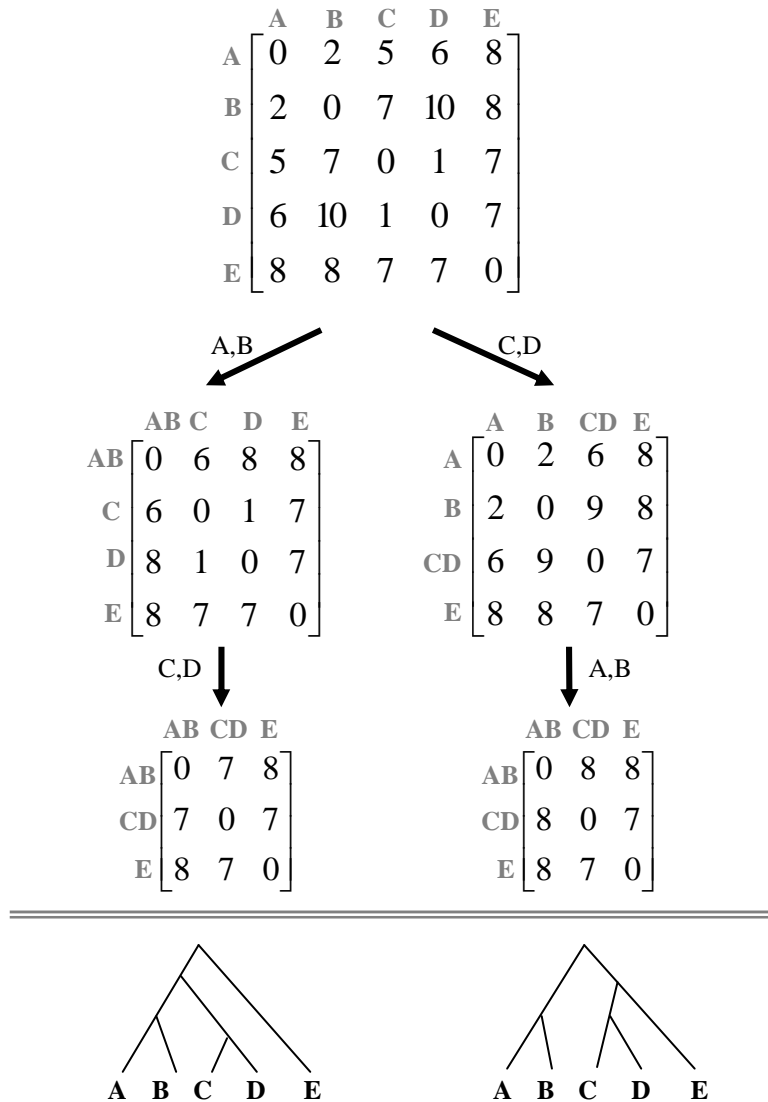 A B C D E
A 0 2 5 6 8
B 2 0 7 10 8
C 5 7 0 1 7
D 6 10 1 0 7
E 8 8 7 7 0
A,B C,D
AB C D E
AB 0 6 8 8
C 6 0 1 7
D 8 1 0 7
E 8 7 7 0
A B CD E
A 0 2 6 8
B 2 0 9 8
CD 6 9 0 7
E 8 8 7 0
C,D A,B
AB CD E
AB 0 7 8
CD 7 0 7
E 8 7 0
AB CD E
AB 0 8 8
CD 8 0 7
E 8 7 0
A B C D E
A B C D E